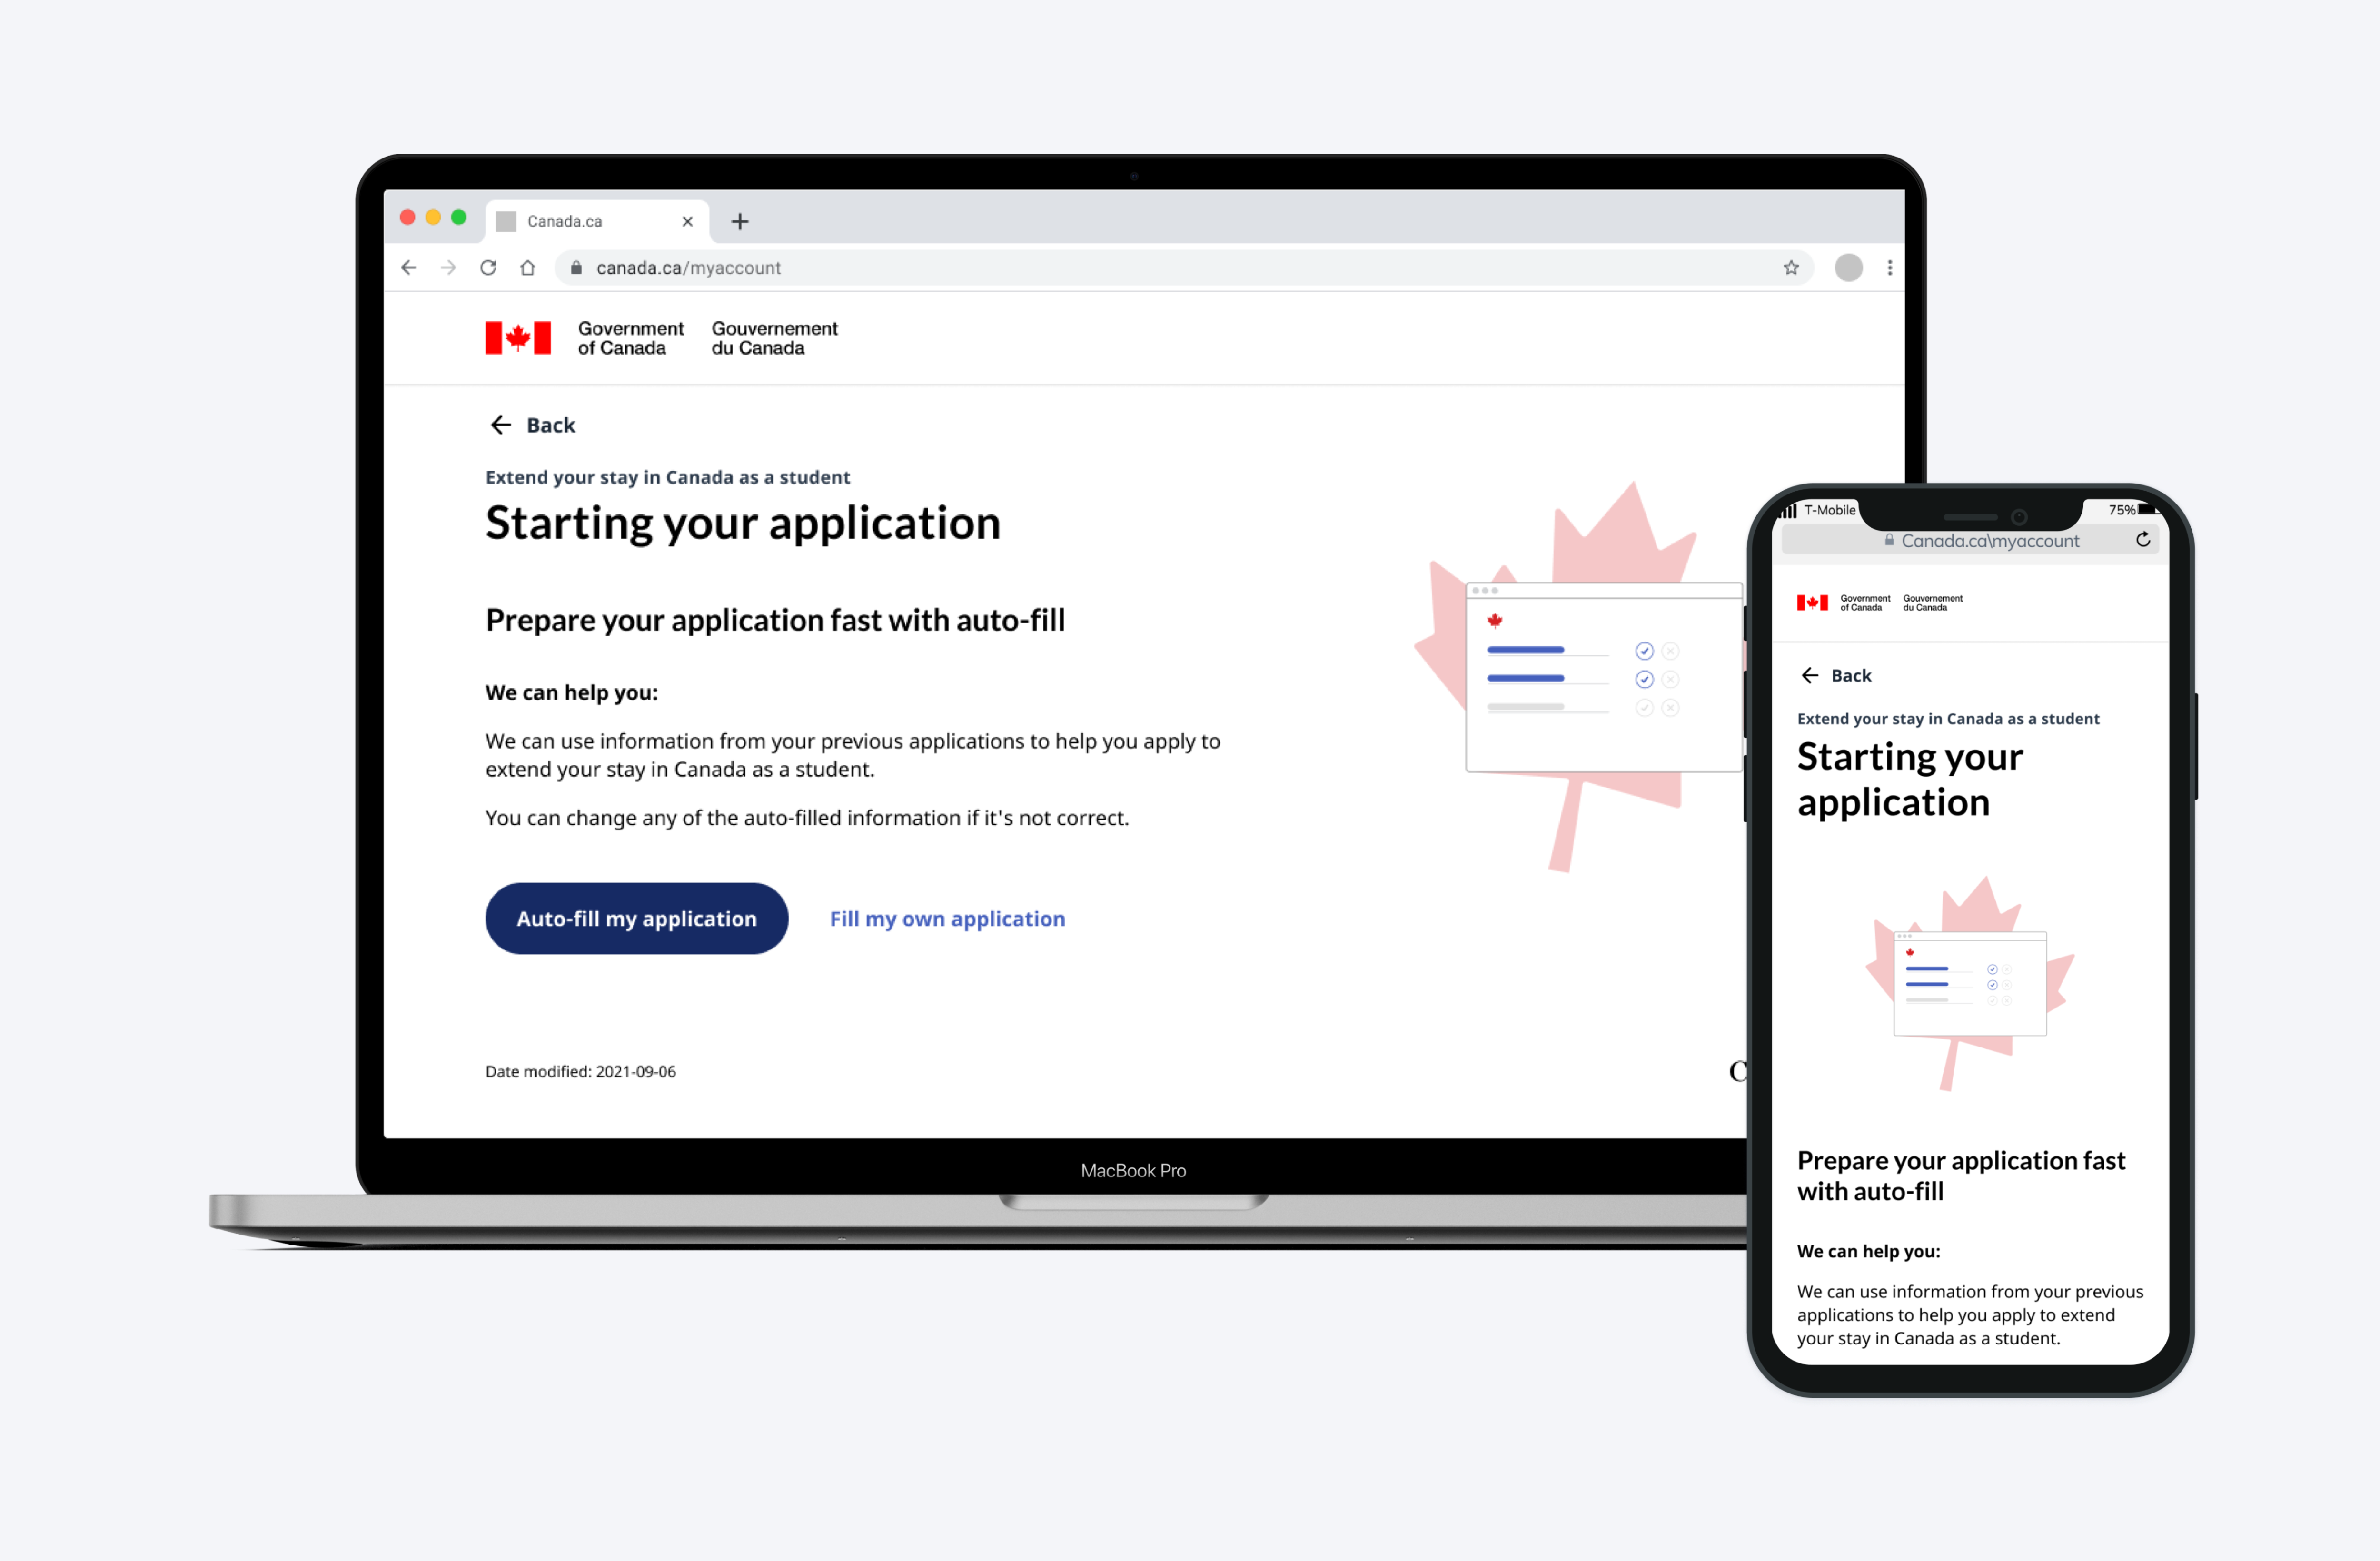 Canada.ca
canada.ca/myaccount
Government Gouvernement
of Canada du Canada
Back
Extend your stay in Canada as a student
Starting your application
Prepare your application fast with auto-fill
We can help you:
We can use information from your previous applications to help you apply to
extend your stay in Canada as a student.
You can change any of the auto-filled information if it's not correct.
Auto-fill my application Fill my own application
Date modified: 2021-09-06
MacBook Pro
T-Mobile 75%
Canada.ca\myaccount
Government Gouvernement
of Canada du Canada
Back
Extend your stay in Canada as a student
Starting your
application
Prepare your application fast
with auto-fill
We can help you:
We can use information from your previous
applications to help you apply to extend
your stay in Canada as a student.